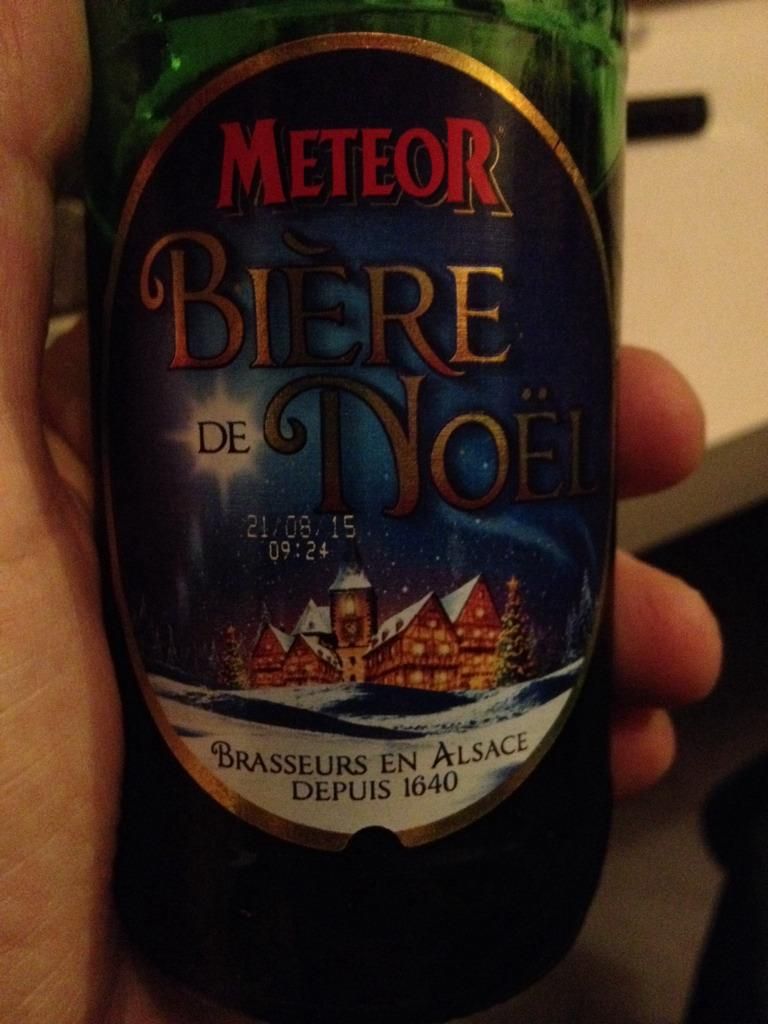 METEOR
BIÈRE
DE NOËL
21/08/15
09:24
BRASSEURS EN ALSACE
DEPUIS 1640